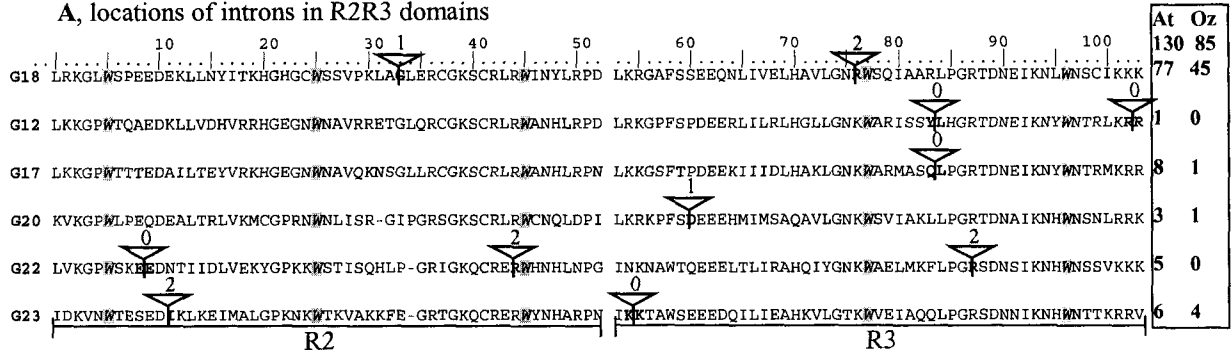 A, locations of introns in R2R3 domains
At Oz
130 85
10 20 30 40 50 60 70 80 90 100
1 2
G18 LRKGLWSPEEDEKLLNYITKHGHGCWSSVPKLAGLERCGKSCRLRWINYLRPD LKRGAFSSEEQNLIVELHAVLGNRWSQIAARLPGRTDNEIKNLWNSCIKKK 77 45
0 0
G12 LKKGPWTQAEDKLLVDHVRRHGEGNWNAVRRETGLQRCGKSCRLRWANHLRPD LRKGPFSPDEERLILRLHGLLGNKWARISSYLHGRTDNEIKNYWNTRLKRR 1 0
0
G17 LKKGPWTTTEDAILTEYVRKHGEGNWNAVQKNSGLLRCGKSCRLRWANHLRPN LKKGSFTPDEEKIIIDLHAKLGNKWARMASQLPGRTDNEIKNYWNTRMKRR 8 1
1
G20 KVKGPWLPEQDEALTRLVKMCGPRNWNLISR-GIPGRSGKSCRLRWCNQLDPI LKRKPFSDEEEHMIMSAQAVLGNKWSVIAKLLPGRTDNAIKNHWNSNLRRK 3 1
0 2 2
G22 LVKGPWSKEEDNTIIDLVEKYGPKKWSTISQHLP-GRIGKQCRERWHNHLNPG INKNAWTQEEELTLIRAHQIYGNKWAELMKFLPGRSDNSIKNHWNSSVKKK 5 0
2 0
G23 IDKVNWTESEDIKLKEIMALGPKNKWTKVAKKFE-GRTGKQCRERWYNHARPN IKKTAWSEEEDQILIEAHKVLGTKWVEIAQQLPGRSDNNIKNHWNTTKRRV 6 4
R2 R3